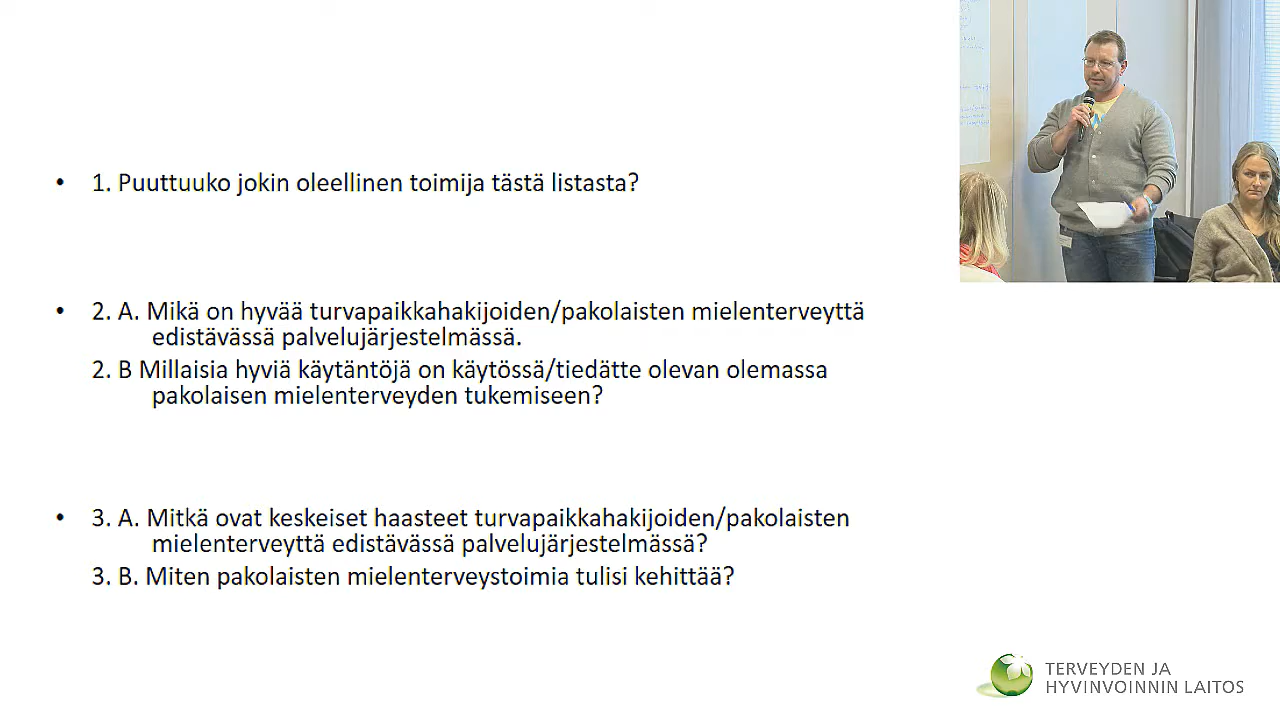 • 1. Puuttuuko jokin oleellinen toimija tästä listasta?
• 2. A. Mikä on hyvää turvapaikkahakijoiden/pakolaisten mielenterveyttä
edistävässä palvelujärjestelmässä.
2. B Millaisia hyviä käytäntöjä on käytössä/tiedätte olevan olemassa
pakolaisen mielenterveyden tukemiseen?
• 3. A. Mitkä ovat keskeiset haasteet turvapaikkahakijoiden/pakolaisten
mielenterveyttä edistävässä palvelujärjestelmässä?
3. B. Miten pakolaisten mielenterveystoimia tulisi kehittää?
TERVEYDEN JA
HYVINVOINNIN LAITOS